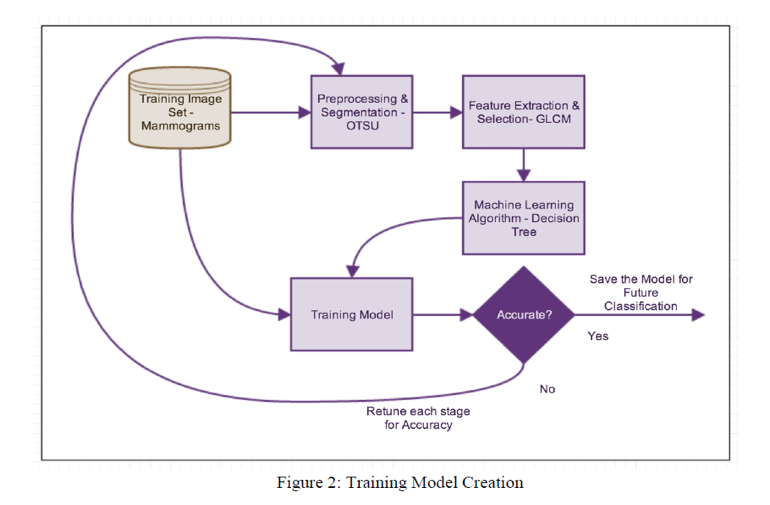 Training Image
Set -
Mammograms
Preprocessing &
Segmentation -
OTSU
Feature Extraction &
Selection- GLCM
Machine Learning
Algorithm - Decision
Tree
Training Model
Accurate?
Save the Model for
Future
Classification
Yes
No
Retune each stage
for Accuracy
Figure 2: Training Model Creation